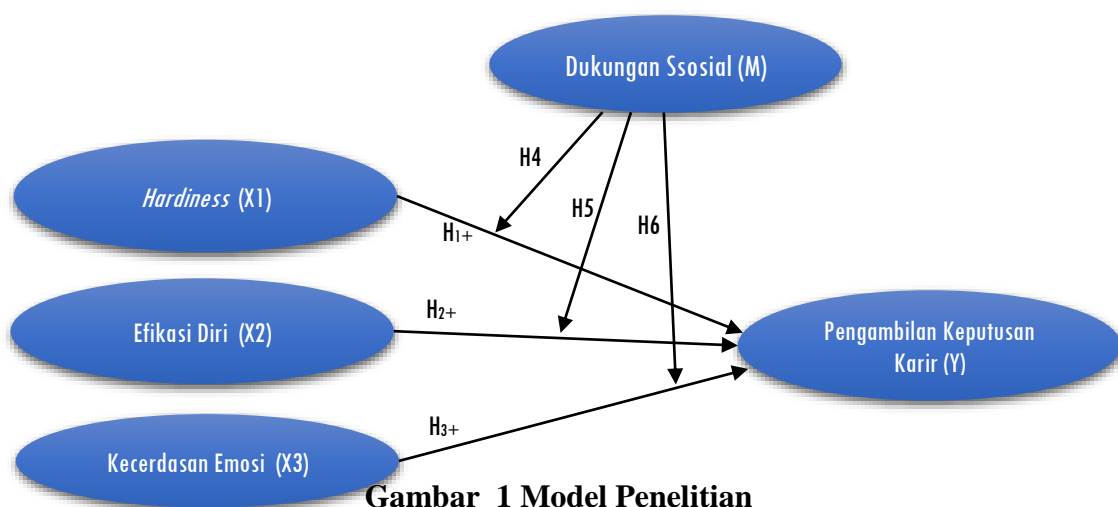 Dukungan Ssosial (M)
H4
Hardiness (X1)
H5
H6
H1+
Efikasi Diri (X2)
H2+
Pengambilan Keputusan
Karir (Y)
H3+
Kecerdasan Emosi (X3)
Gambar 1 Model Penelitian